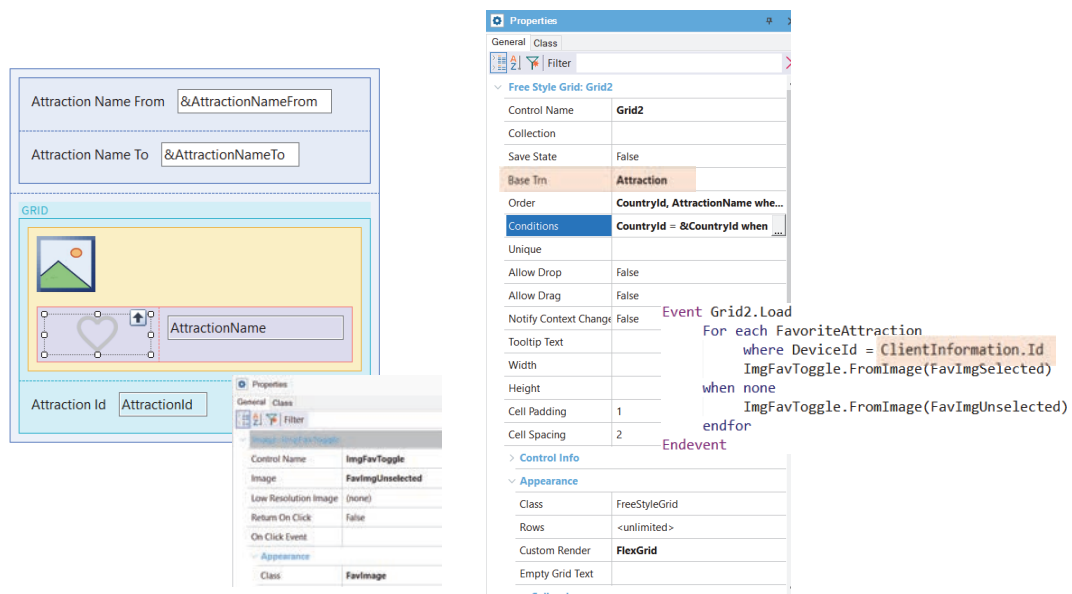 Attraction Name From
&AttractionNameFrom
Attraction Name To
&AttractionNameTo
GRID
AttractionName
Attraction Id
AttractionId
Properties
General Class
Filter
Image: ImgFavToggle
Control Name ImgFavToggle
Image FavImgUnselected
Low Resolution Image (none)
Return On Click False
On Click Event
Appearance
Class FavImage
Properties
General Class
Filter
Free Style Grid: Grid2
Control Name Grid2
Collection
Save State False
Base Trn Attraction
Order CountryId, AttractionName whe...
Conditions CountryId = &CountryId when ...
Unique
Allow Drop False
Allow Drag False
Notify Context Change False
Tooltip Text
Width
Height
Cell Padding 1
Cell Spacing 2
Control Info
Appearance
Class FreeStyleGrid
Rows <unlimited>
Custom Render FlexGrid
Empty Grid Text
Event Grid2.Load
For each FavoriteAttraction
where DeviceId = ClientInformation.Id
ImgFavToggle.FromImage(FavImgSelected)
when none
ImgFavToggle.FromImage(FavImgUnselected)
endfor
Endevent